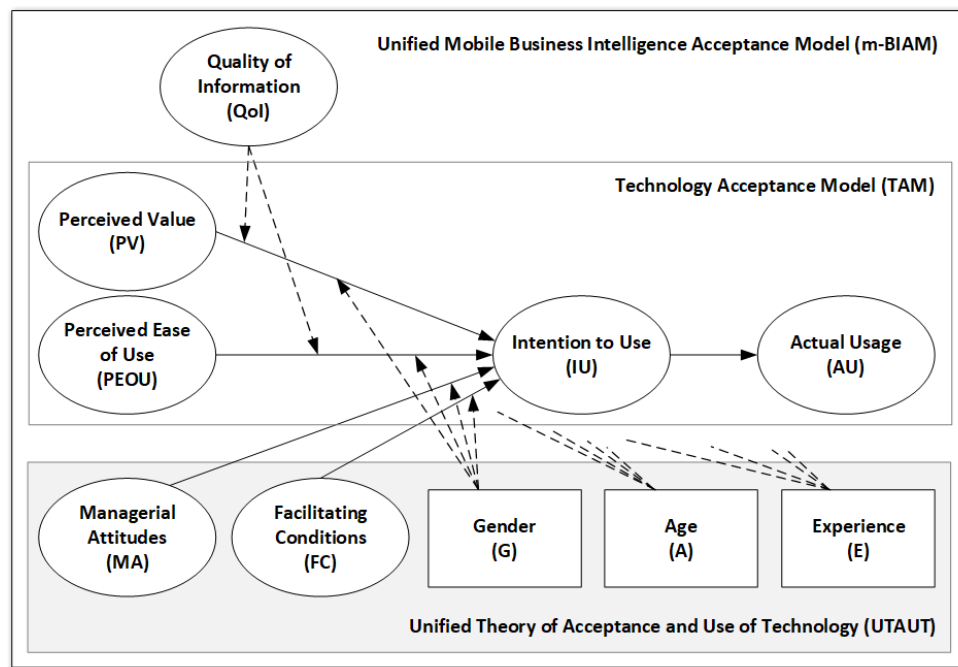 Unified Mobile Business Intelligence Acceptance Model (m-BIAM)
Quality of
Information
(QoI)
Technology Acceptance Model (TAM)
Perceived Value
(PV)
Perceived Ease
of Use
(PEOU)
Intention to Use
(IU)
Actual Usage
(AU)
Managerial
Attitudes
(MA)
Facilitating
Conditions
(FC)
Gender
(G)
Age
(A)
Experience
(E)
Unified Theory of Acceptance and Use of Technology (UTAUT)